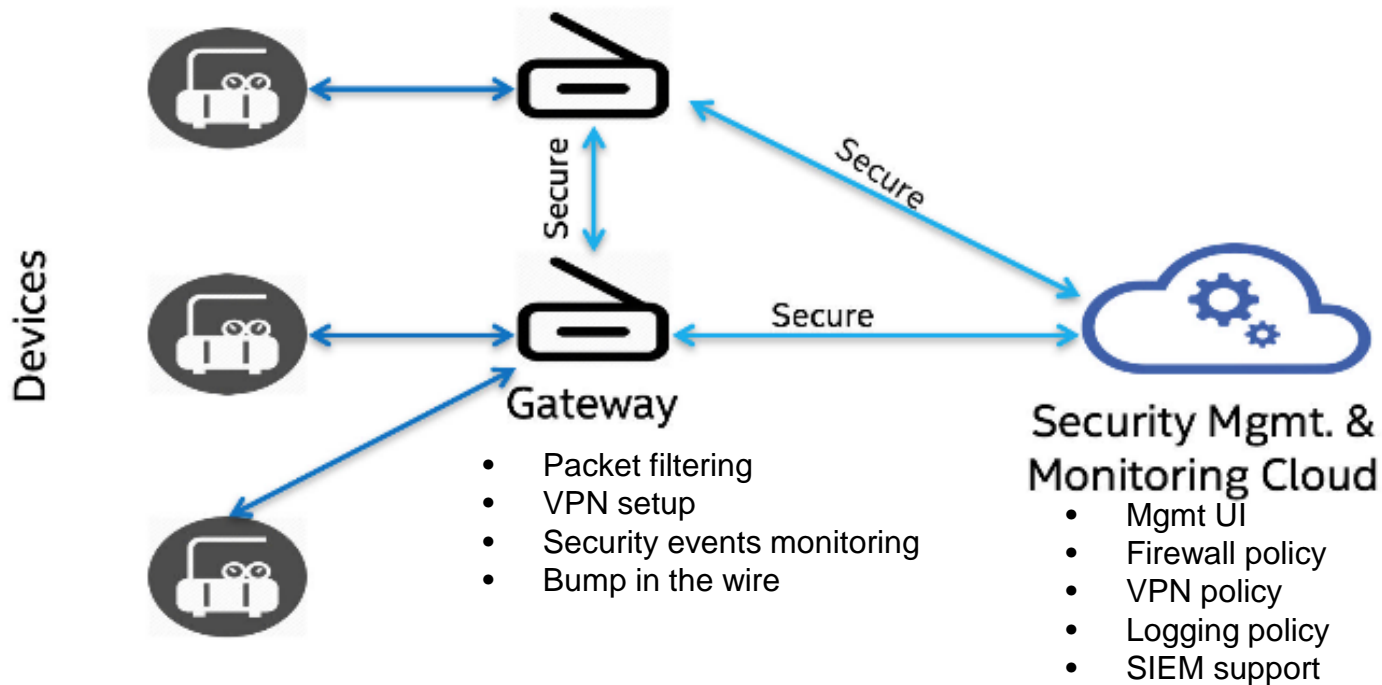 Devices
Secure
Secure
Secure
Gateway
• Packet filtering
• VPN setup
• Security events monitoring
• Bump in the wire
Security Mgmt. &
Monitoring Cloud
• Mgmt UI
• Firewall policy
• VPN policy
• Logging policy
• SIEM support